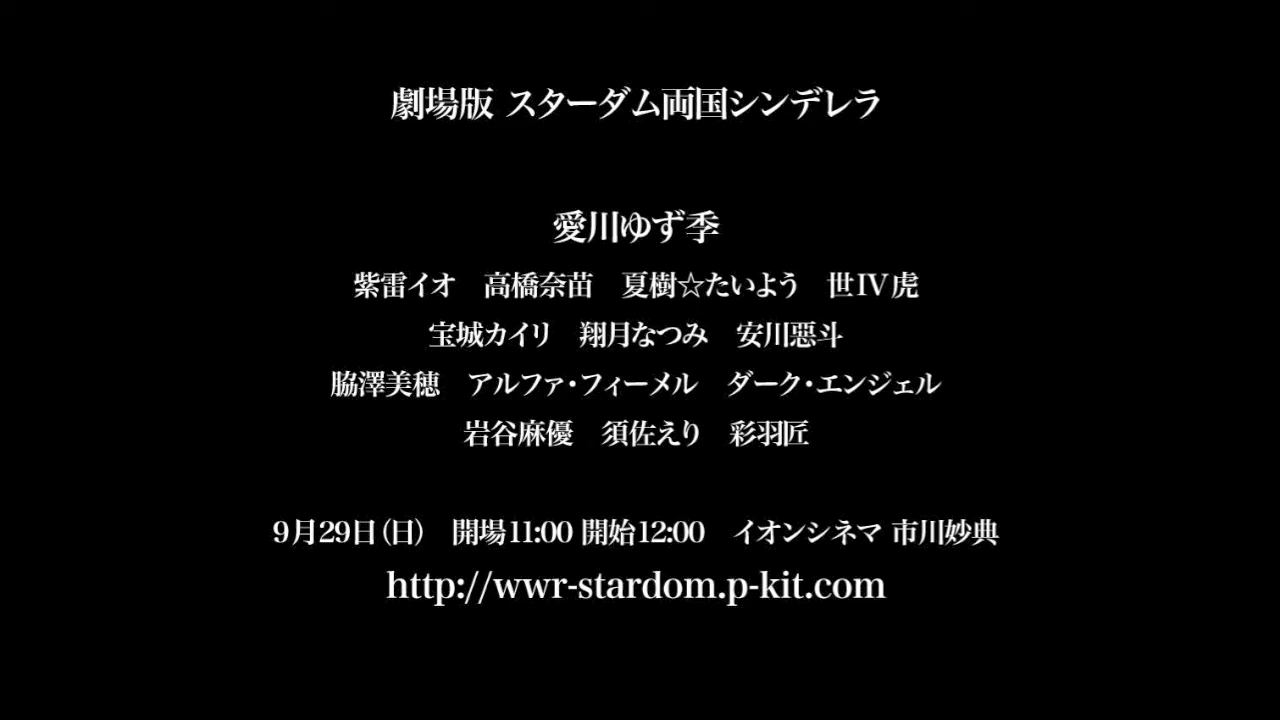 劇場版 スターダム両国シンデレラ
愛川ゆず季
紫雷イオ　高橋奈苗　夏樹☆たいよう　世Ⅳ虎
宝城カイリ　翔月なつみ　安川惡斗
脇澤美穂　アルファ・フィーメル　ダーク・エンジェル
岩谷麻優　須佐えり　彩羽匠
9月29日(日)　開場11:00 開始12:00　イオンシネマ 市川妙典
http://wwr-stardom.p-kit.com